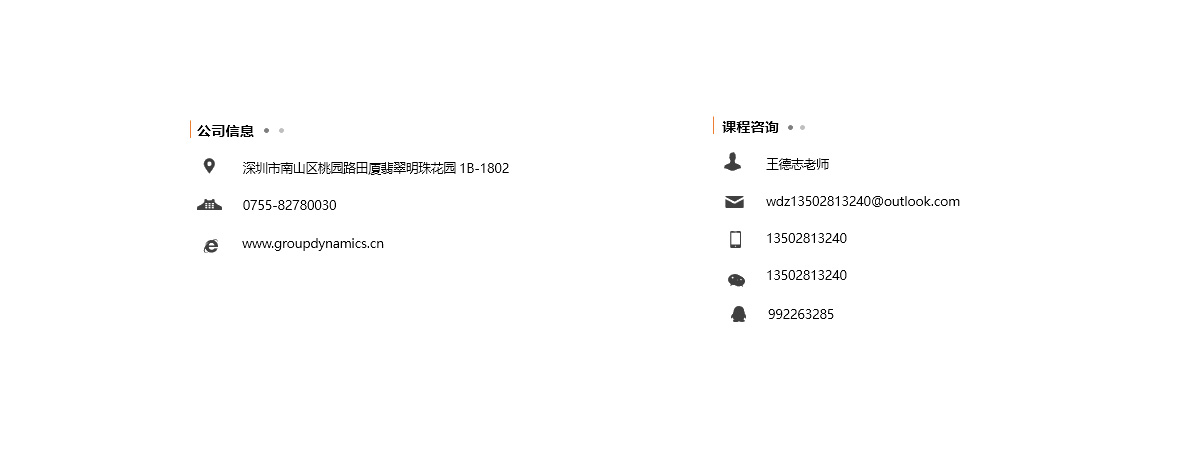 公司信息
深圳市南山区桃园路田厦翡翠明珠花园 1B-1802
0755-82780030
www.groupdynamics.cn
课程咨询
王德志老师
wdz13502813240@outlook.com
13502813240
13502813240
992263285